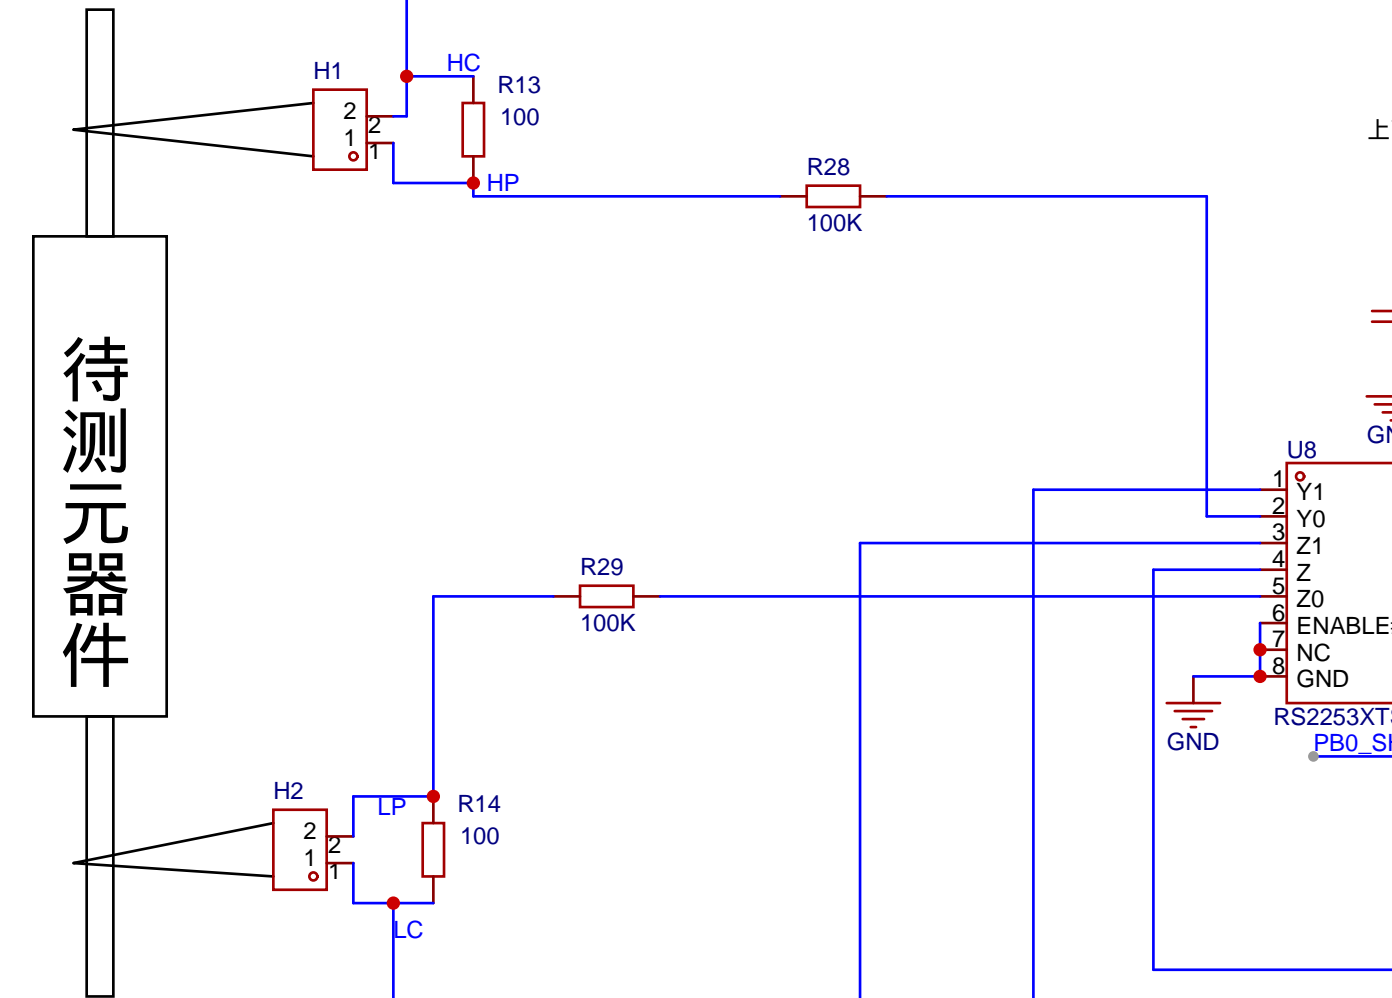 HC
H1
R13
100
2
2
1
1
HP
R28
100K
上
待
测
元
器
件
U8
1
Y1
2
Y0
3
Z1
4
Z
5
Z0
6
ENABLE
7
NC
8
GND
GND
RS2253XT
PB0_S
R29
100K
H2
LP
R14
100
2
2
1
1
LC